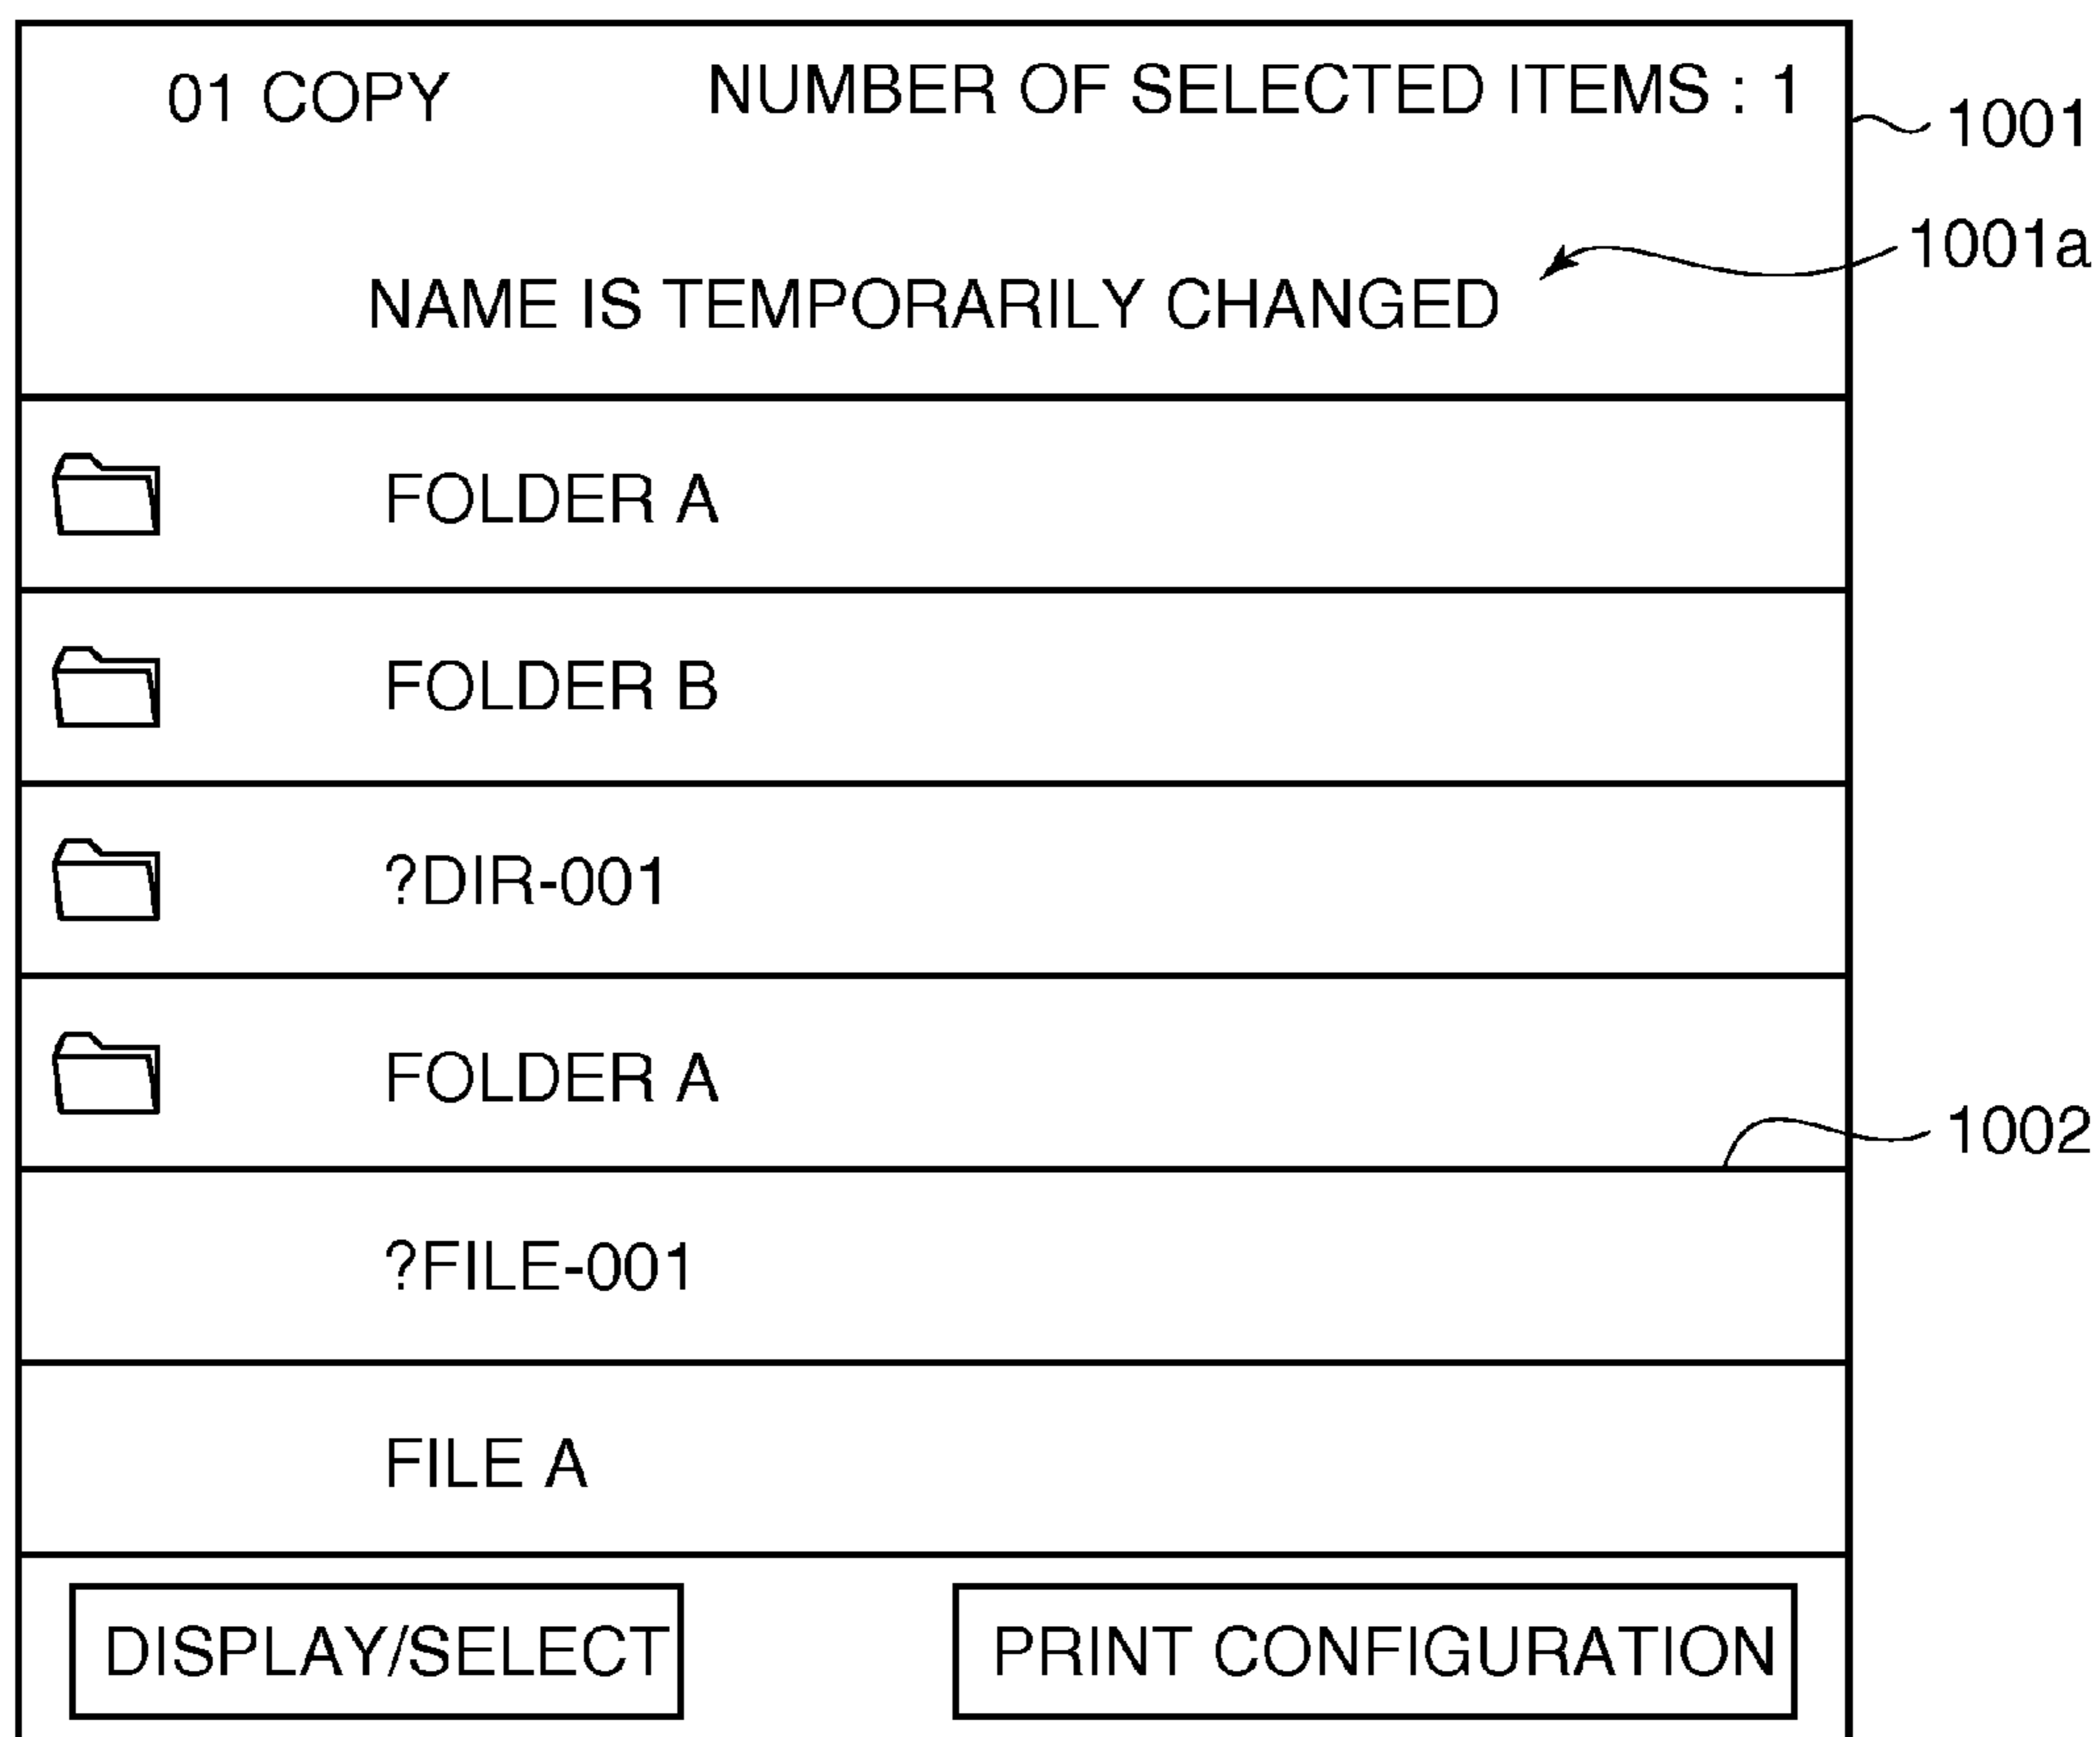 01 COPY NUMBER OF SELECTED ITEMS : 1
1001
1001a
NAME IS TEMPORARILY CHANGED
FOLDER A
FOLDER B
?DIR-001
FOLDER A
1002
?FILE-001
FILE A
DISPLAY/SELECT PRINT CONFIGURATION